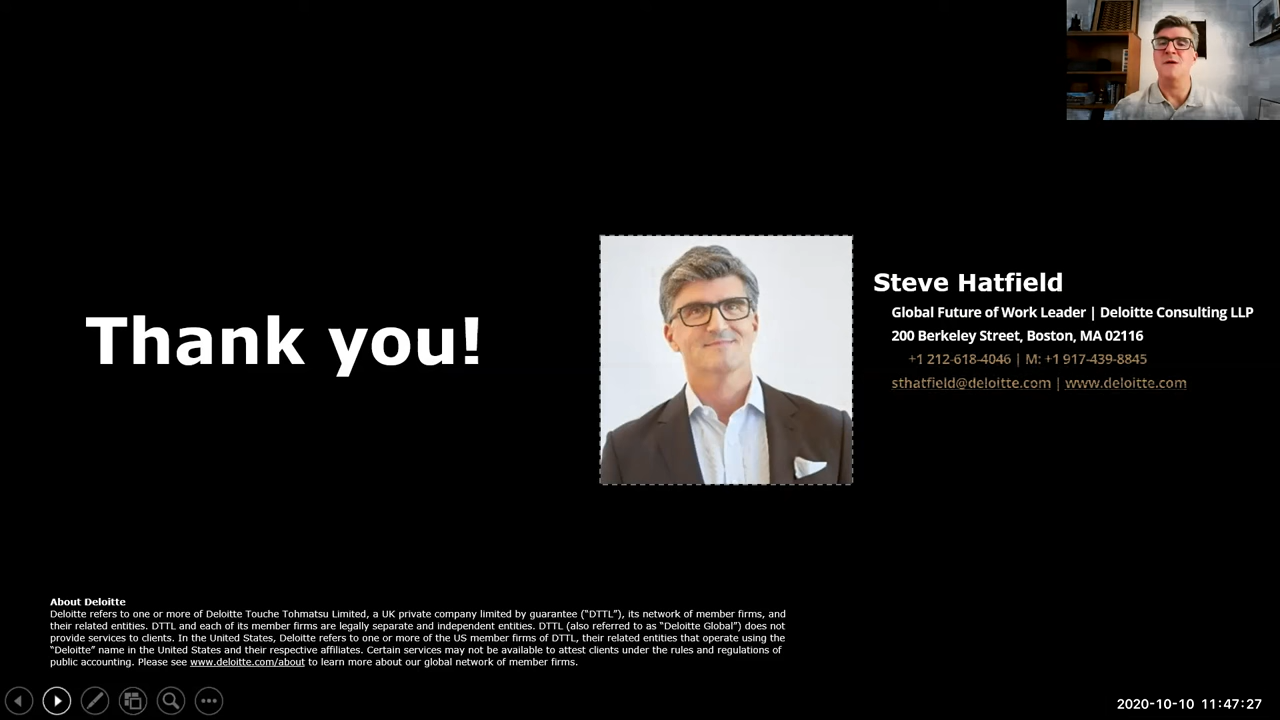 Thank you!
Steve Hatfield
Global Future of Work Leader | Deloitte Consulting LLP
200 Berkeley Street, Boston, MA 02116
+1 212-618-4046 | M: +1 917-439-8845
sthatfield@deloitte.com | www.deloitte.com
About Deloitte
Deloitte refers to one or more of Deloitte Touche Tohmatsu Limited, a UK private company limited by guarantee (“DTTL”), its network of member firms, and
their related entities. DTTL and each of its member firms are legally separate and independent entities. DTTL (also referred to as “Deloitte Global”) does not
provide services to clients. In the United States, Deloitte refers to one or more of the US member firms of DTTL, their related entities that operate using the
“Deloitte” name in the United States and their respective affiliates. Certain services may not be available to attest clients under the rules and regulations of
public accounting. Please see www.deloitte.com/about to learn more about our global network of member firms.
2020-10-10 11:47:27